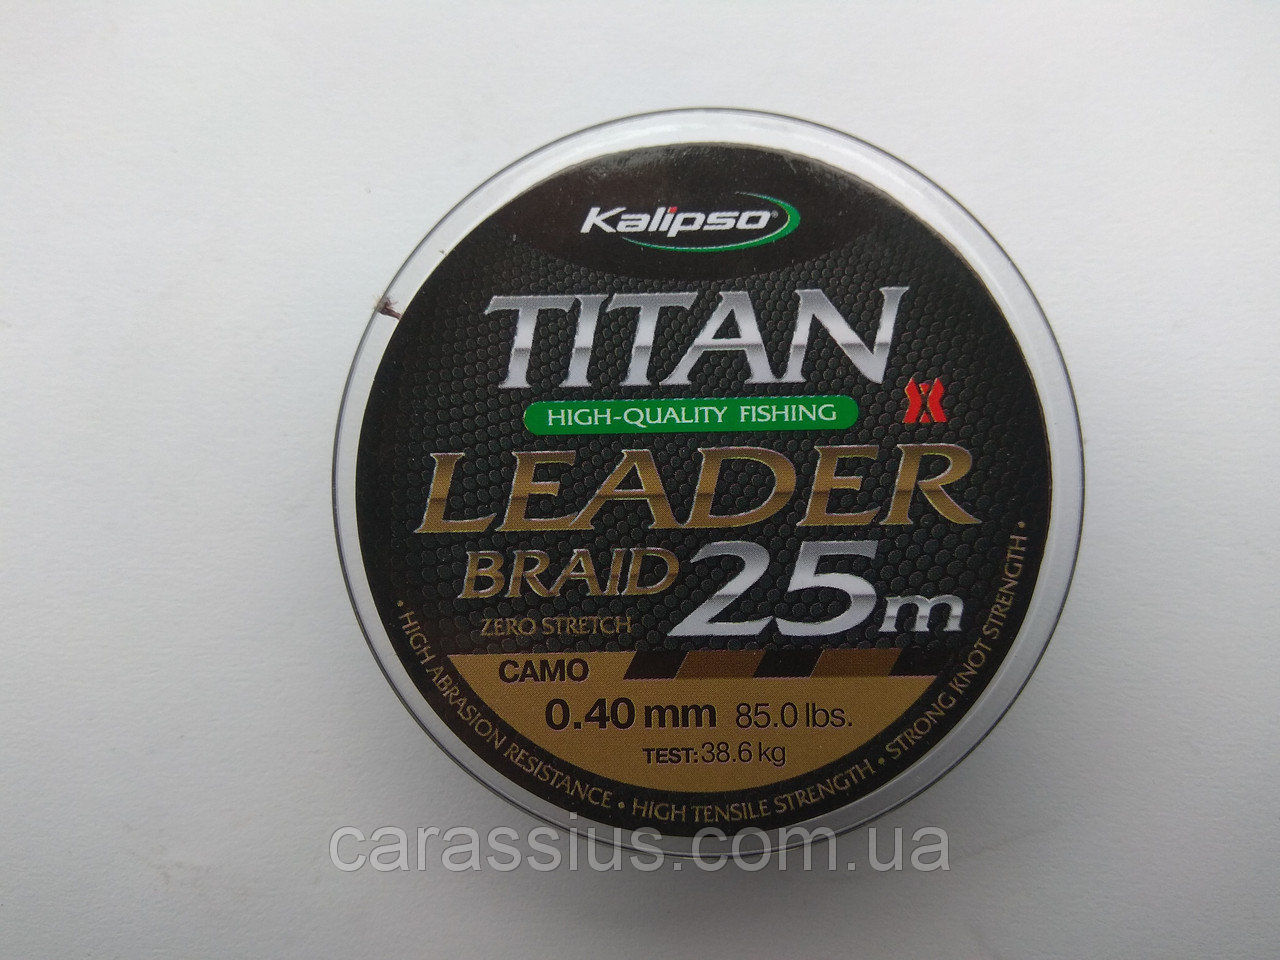 Kalipso®
TITAN
HIGH-QUALITY FISHING
LEADER
BRAID 25m
ZERO STRETCH
CAMO
0.40 mm 85.0 lbs.
TEST: 38.6 kg
• HIGH ABRASION RESISTANCE • HIGH TENSILE STRENGTH • STRONG KNOT STRENGTH •
carassius.com.ua